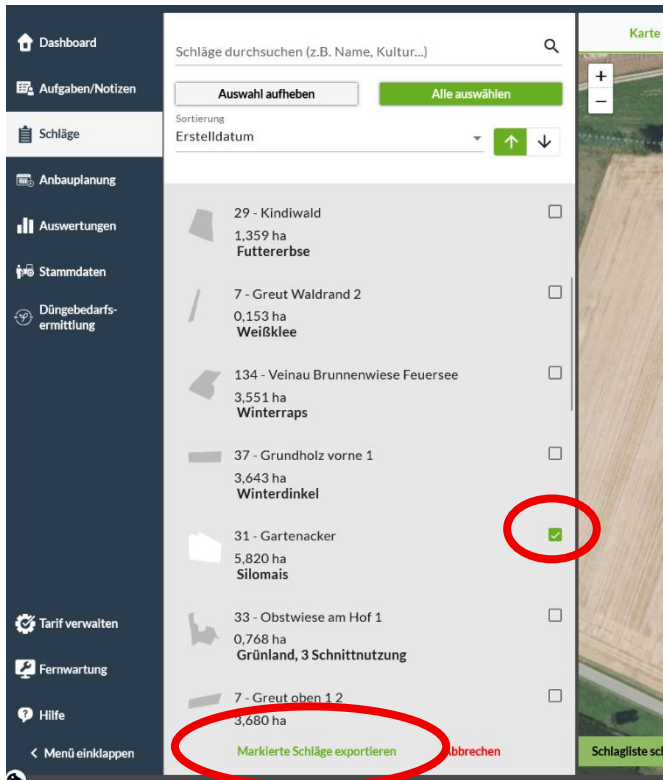 Dashboard
Aufgaben/Notizen
Schläge
Anbauplanung
Auswertungen
Stammdaten
Düngebedarfs-
ermittlung
Tarif verwalten
Fernwartung
Hilfe
Menü einklappen
Schläge durchsuchen (z.B. Name, Kultur...)
Auswahl aufheben
Alle auswählen
Sortierung
Erstelldatum
29 - Kindiwald
1,359 ha
Futtererbse
7 - Greut Waldrand 2
0,153 ha
Weißklee
134 - Veinau Brunnenwiese Feuersee
3,551 ha
Winterraps
37 - Grundholz vorne 1
3,643 ha
Winterdinkel
31 - Gartenacker
5,820 ha
Silomais
33 - Obstwiese am Hof 1
0,768 ha
Grünland, 3 Schnittnutzung
7 - Greut oben 1 2
3,680 ha
Markierte Schläge exportieren
Abbrechen
Karte
+
−
Schlagliste sc